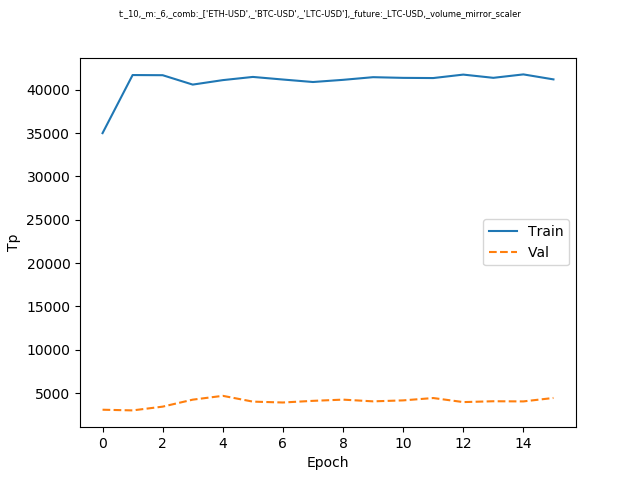 t:_10,_m:_6,_comb:_['ETH-USD',_'BTC-USD',_'LTC-USD'],_future:_LTC-USD,_volume_mirror_scaler
40000
35000
30000
25000
20000
15000
10000
5000
Tp
Train
Val
0 2 4 6 8 10 12 14
Epoch